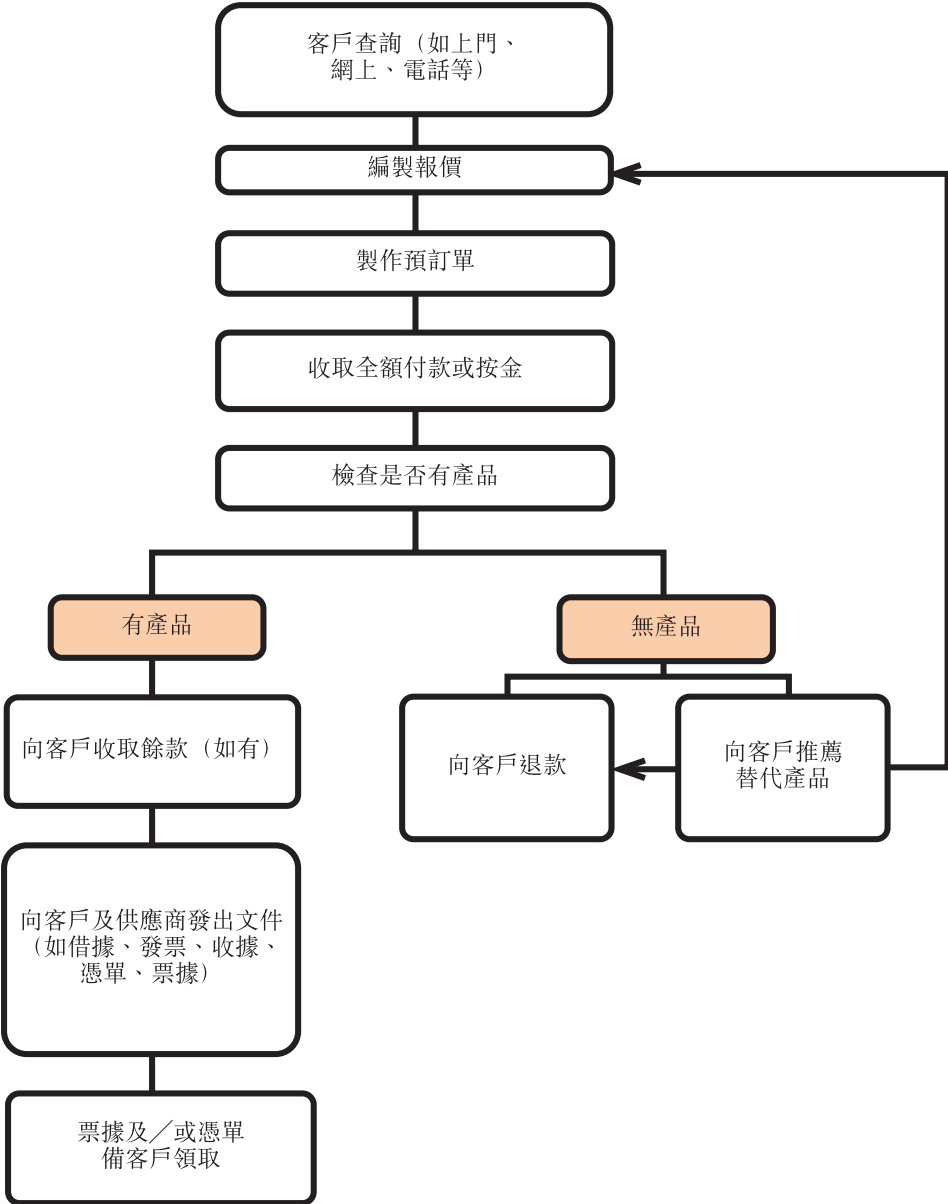 客戶查詢（如上門、
網上、電話等）
編製報價
製作預訂單
收取全額付款或按金
檢查是否有產品
有產品
無產品
向客戶收取餘款（如有）
向客戶退款
向客戶推薦
替代產品
向客戶及供應商發出文件
（如借據、發票、收據、
憑單、票據）
票據及／或憑單
備客戶領取